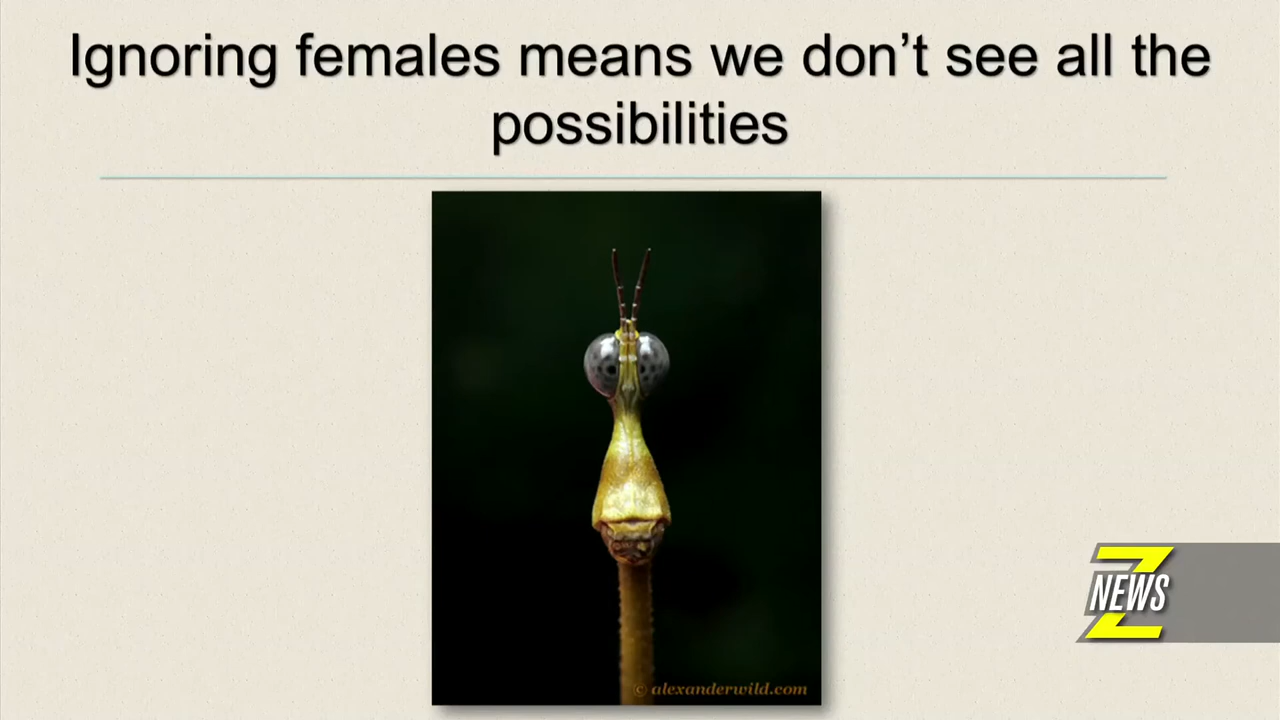 Ignoring females means we don’t see all the
possibilities
Z
NEWS
© alexanderwild.com